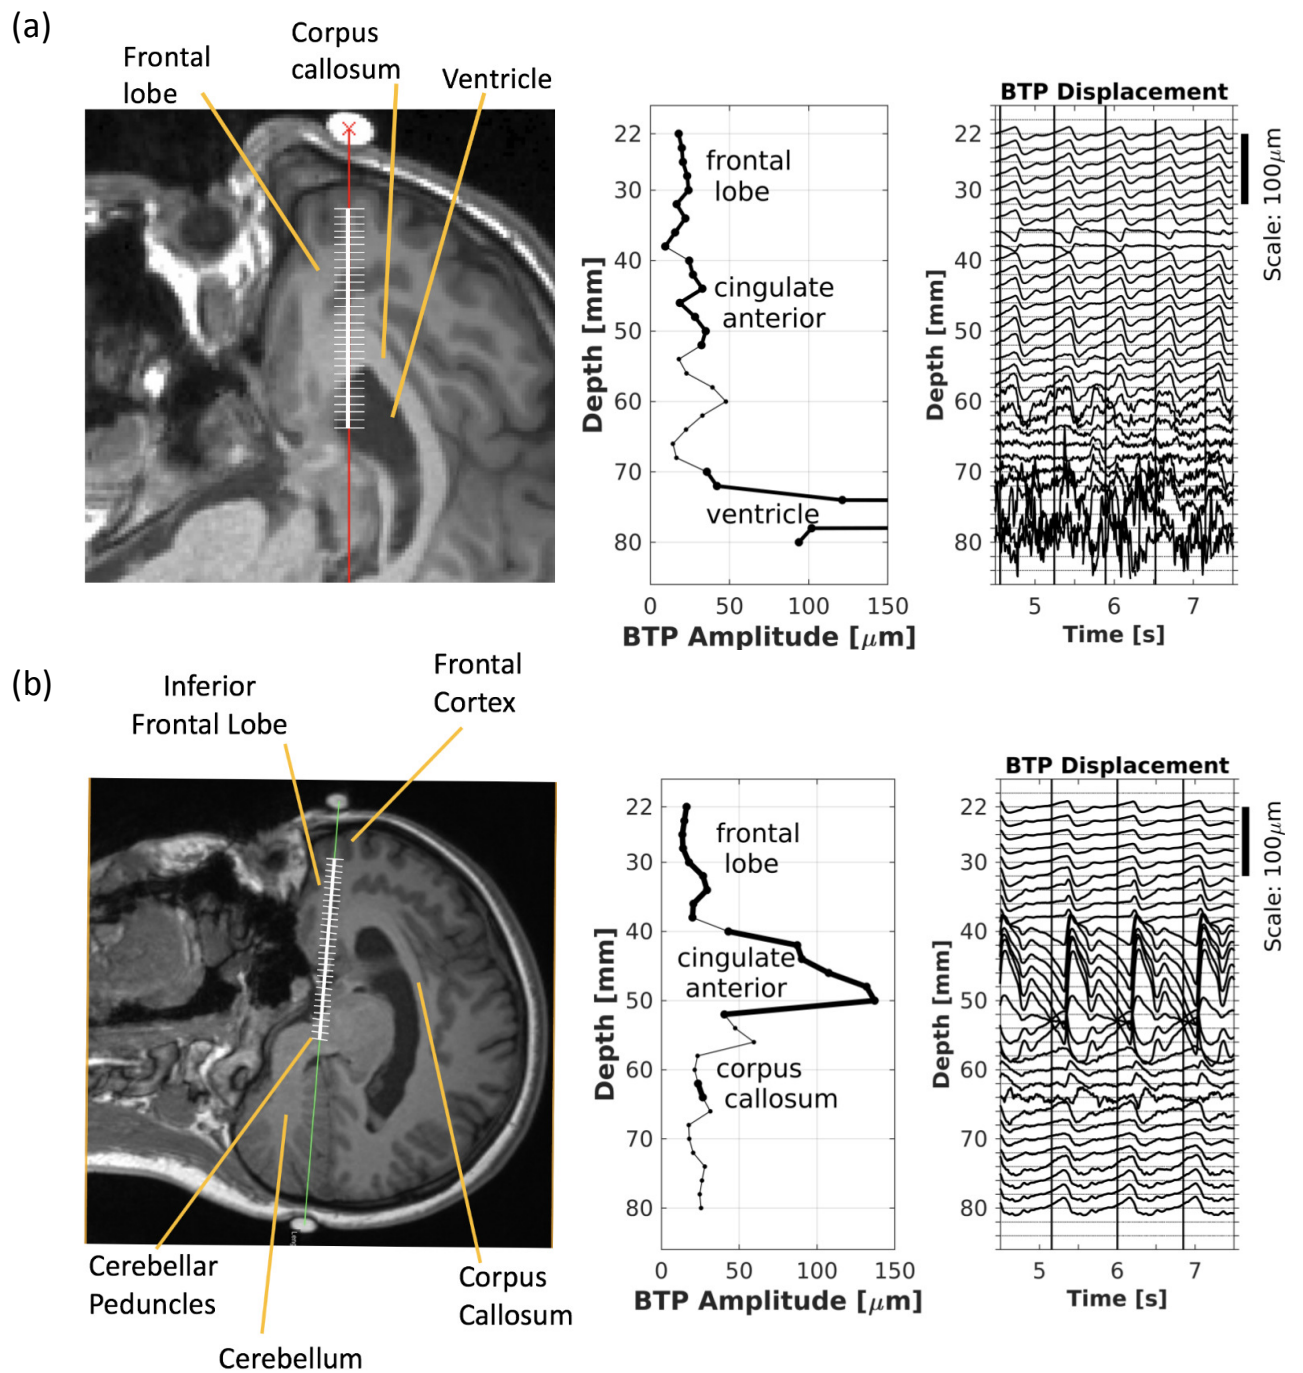 (a)
Frontal
lobe
Corpus
callosum
Ventricle
Depth [mm]
22
30
40
50
60
70
80
frontal
lobe
cingulate
anterior
ventricle
0
50
100
150
BTP Amplitude [μm]
BTP Displacement
Depth [mm]
22
30
40
50
60
70
80
5
6
7
Time [s]
Scale: 100μm
(b)
Inferior
Frontal Lobe
Frontal
Cortex
Cerebellar
Peduncles
Cerebellum
Corpus
Callosum
Depth [mm]
22
30
40
50
60
70
80
frontal
lobe
cingulate
anterior
corpus
callosum
0
50
100
150
BTP Amplitude [μm]
BTP Displacement
Depth [mm]
22
30
40
50
60
70
80
5
6
7
Time [s]
Scale: 100μm